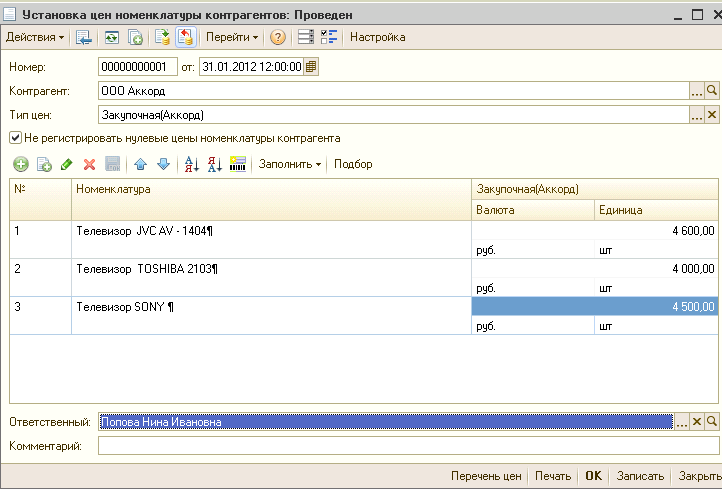 Установка цен номенклатуры контрагентов: Проведен
Действия Перейти Настройка
Номер: 00000000001 от: 31.01.2012 12:00:00
Контрагент: ООО Аккорд
Тип цен: Закупочная(Аккорд)
Не регистрировать нулевые цены номенклатуры контрагента
Заполнить Подбор
№ Номенклатура Закупочная(Аккорд)
Валюта Единица
1 Телевизор JVC AV - 1404¶ 4 600,00
руб. шт
2 Телевизор TOSHIBA 2103¶ 4 000,00
руб. шт
3 Телевизор SONY ¶ 4 500,00
руб. шт
Ответственный: Попова Нина Ивановна
Комментарий:
Перечень цен Печать OK Записать Закрыть